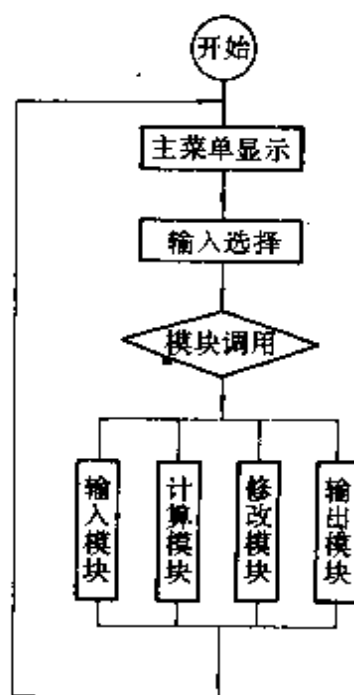 开始
主菜单显示
输入选择
模块调用
输入模块
计算模块
修改模块
输出模块